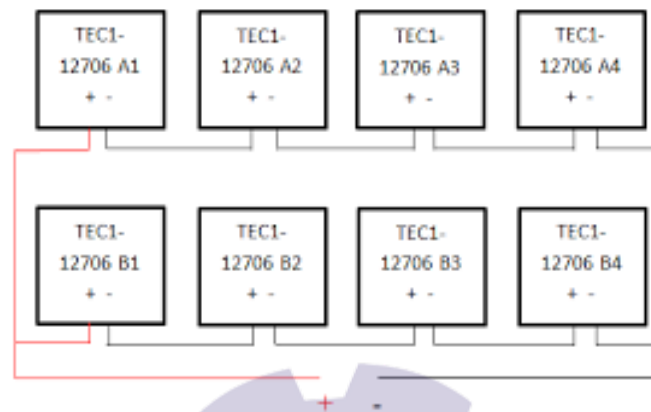 TEC1-
12706 A1
+ -
TEC1-
12706 A2
+ -
TEC1-
12706 A3
+ -
TEC1-
12706 A4
+ -
TEC1-
12706 B1
+ -
TEC1-
12706 B2
+ -
TEC1-
12706 B3
+ -
TEC1-
12706 B4
+ -
+ -